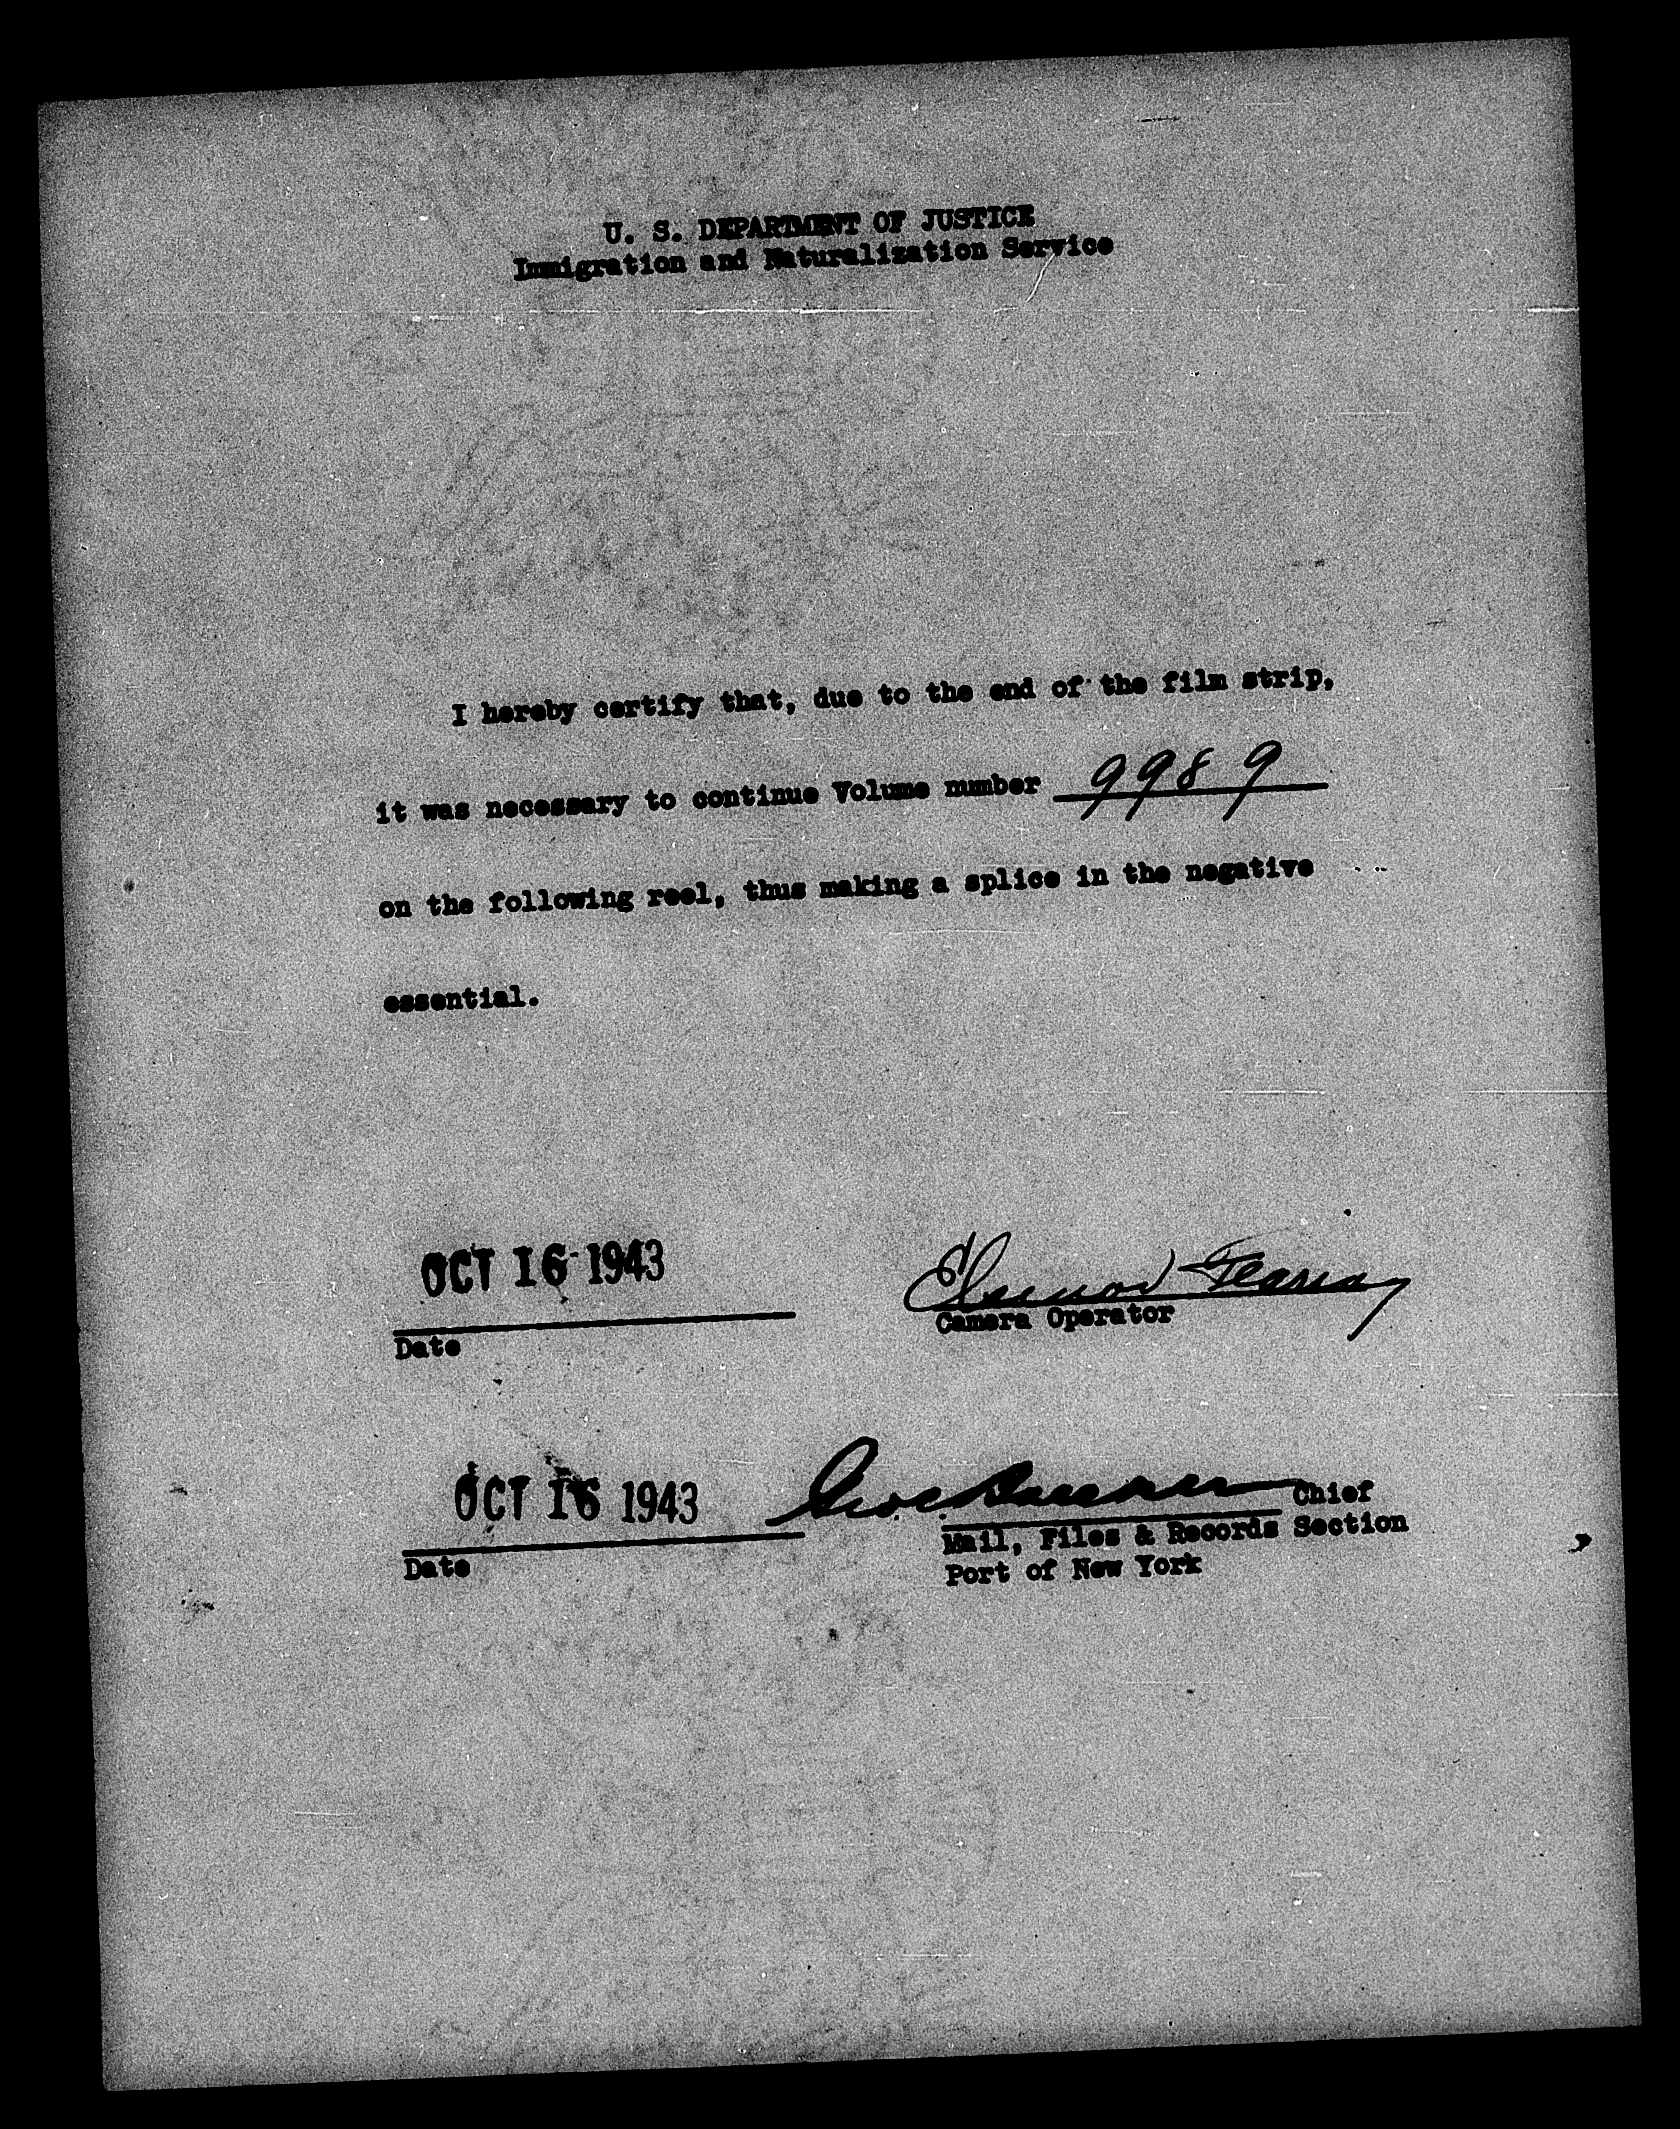 U. S. DEPARTMENT OF JUSTICE
Immigration and Naturalization Service
I hereby certify that, due to the end of the film strip,
it was necessary to continue Volume number 9989
on the following reel, thus making a splice in the negative
essential.
OCT 16 1943
Date
Eleanor
Camera Operator
OCT 16 1943
Date
Chief
Mail, Files & Records Section
Port of New York